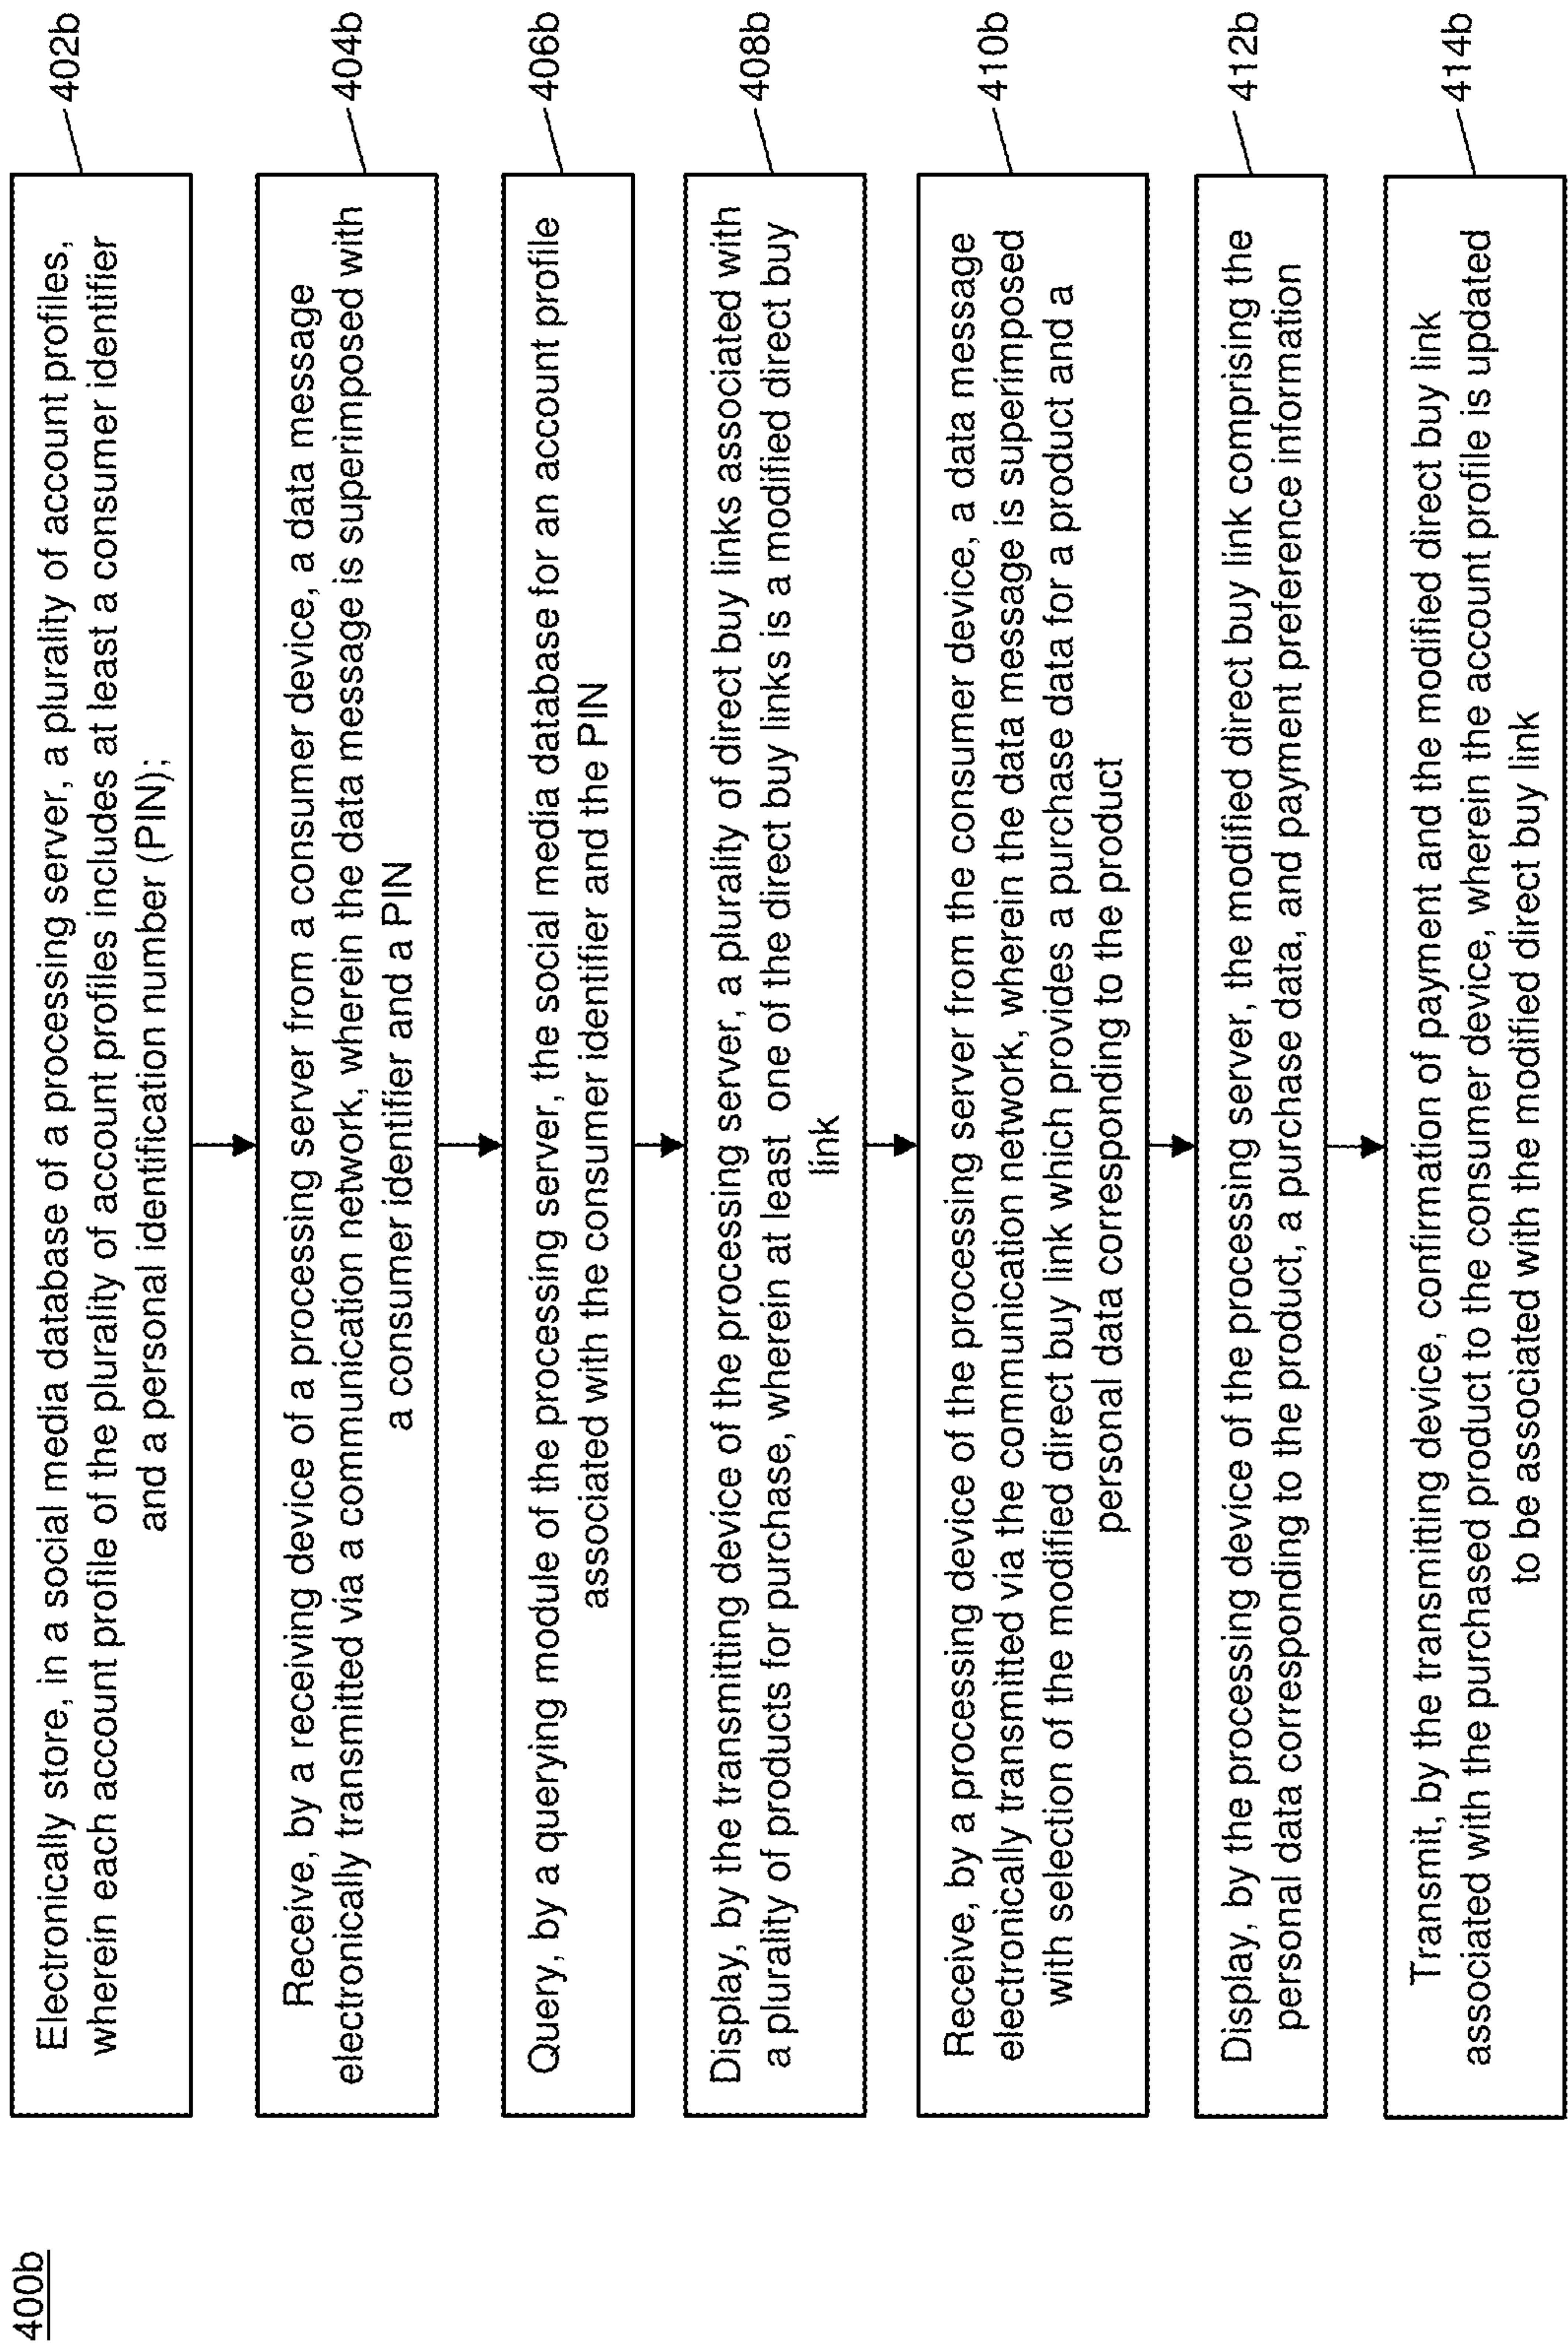 400b
Electronically store, in a social media database of a processing server, a plurality of account profiles,
wherein each account profile of the plurality of account profiles includes at least a consumer identifier
and a personal identification number (PIN);
402b
Receive, by a receiving device of a processing server from a consumer device, a data message
electronically transmitted via a communication network, wherein the data message is superimposed with
a consumer identifier and a PIN
404b
Query, by a querying module of the processing server, the social media database for an account profile
associated with the consumer identifier and the PIN
406b
Display, by the transmitting device of the processing server, a plurality of direct buy links associated with
a plurality of products for purchase, wherein at least one of the direct buy links is a modified direct buy
link
408b
Receive, by a processing device of the processing server from the consumer device, a data message
electronically transmitted via the communication network, wherein the data message is superimposed
with selection of the modified direct buy link which provides a purchase data for a product and a
personal data corresponding to the product
410b
Display, by the processing device of the processing server, the modified direct buy link comprising the
personal data corresponding to the product, a purchase data, and payment preference information
412b
Transmit, by the transmitting device, confirmation of payment and the modified direct buy link
associated with the purchased product to the consumer device, wherein the account profile is updated
to be associated with the modified direct buy link
414b